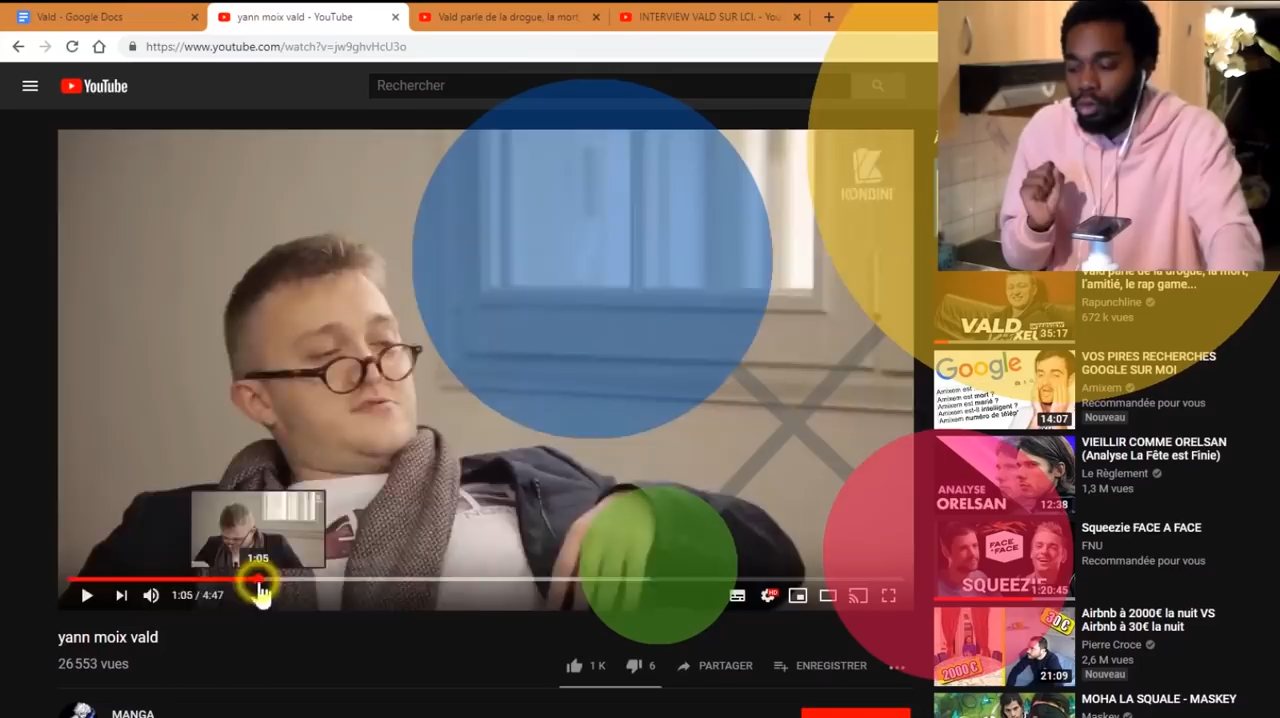 Vald - Google Docs
yann moix vald - YouTube
Vald parle de la drogue, la mort,
INTERVIEW VALD SUR LCI. - You
https://www.youtube.com/watch?v=jw9ghvHcU3o
YouTube
Rechercher
KONBINI
Vald parle de la drogue, la mort,
l'amitié, le rap game...
Rapunchline
672 k vues
VALD
35:17
VOS PIRES RECHERCHES
GOOGLE SUR MOI
Amixem
Recommandée pour vous
Nouveau
Google
Amixem est
Amixem est mort ?
Amixem est marié ?
Amixem est-il intelligent ?
Amixem numéro de télép
14:07
VIEILLIR COMME ORELSAN
(Analyse La Fête est Finie)
Le Règlement
1,3 M vues
ANALYSE
ORELSAN
12:38
Squeezie FACE A FACE
FNU
Recommandée pour vous
FACE
À
FACE
SQUEEZIE
1:20:45
1:05
1:05 / 4:47
HD
Airbnb à 2000€ la nuit VS
Airbnb à 30€ la nuit
Pierre Croce
2,6 M vues
Nouveau
30€
2000€
21:09
yann moix vald
26 553 vues
1 K
6
PARTAGER
ENREGISTRER
MOHA LA SQUALE - MASKEY
Maskey
MANGA